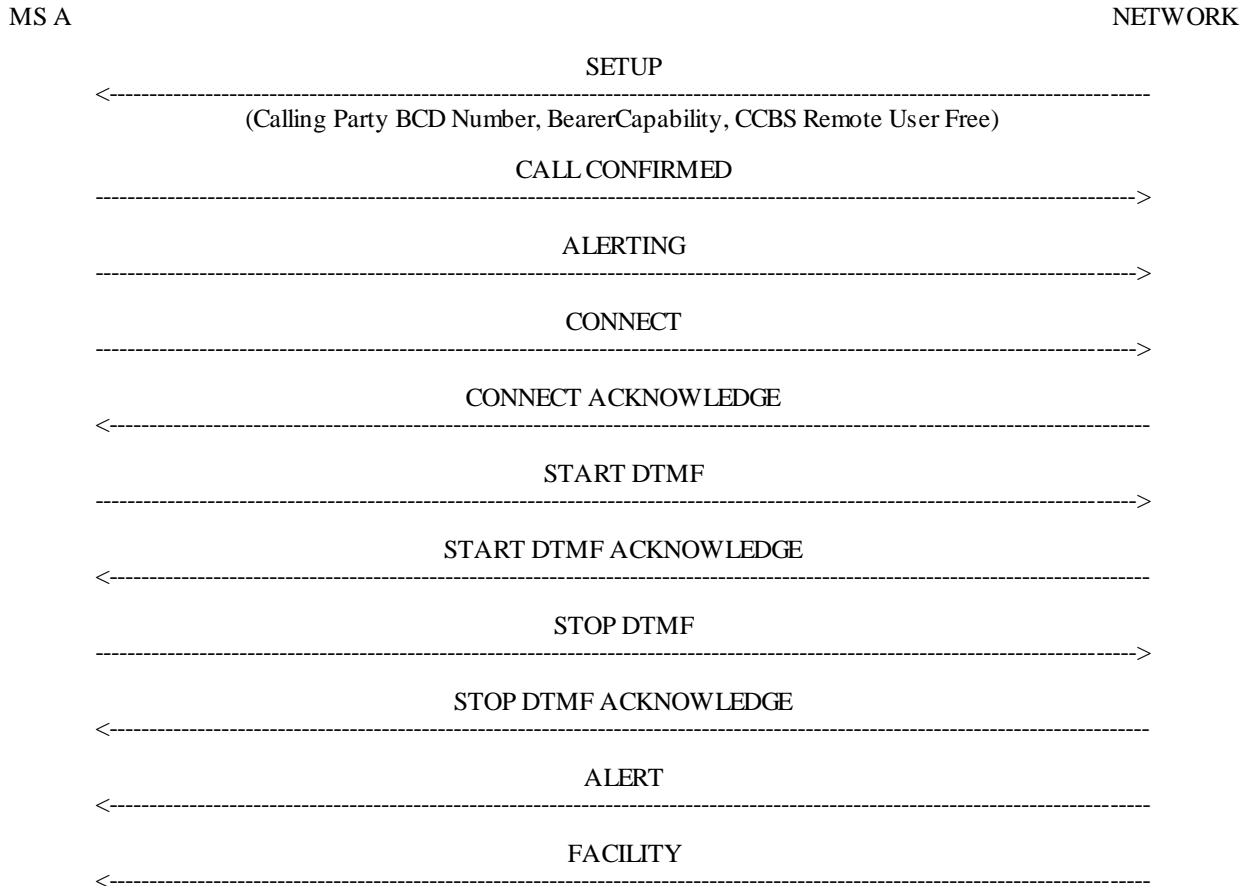 MS A NETWORK
SETUP
<------------------------------------------------------------------------------------------------------------------------------------
(Calling Party BCD Number, BearerCapability, CCBS Remote User Free)
CALL CONFIRMED
------------------------------------------------------------------------------------------------------------------------------------>
ALERTING
------------------------------------------------------------------------------------------------------------------------------------>
CONNECT
------------------------------------------------------------------------------------------------------------------------------------>
CONNECT ACKNOWLEDGE
<------------------------------------------------------------------------------------------------------------------------------------
START DTMF
------------------------------------------------------------------------------------------------------------------------------------>
START DTMF ACKNOWLEDGE
<------------------------------------------------------------------------------------------------------------------------------------
STOP DTMF
------------------------------------------------------------------------------------------------------------------------------------>
STOP DTMF ACKNOWLEDGE
<------------------------------------------------------------------------------------------------------------------------------------
ALERT
<------------------------------------------------------------------------------------------------------------------------------------
FACILITY
<------------------------------------------------------------------------------------------------------------------------------------